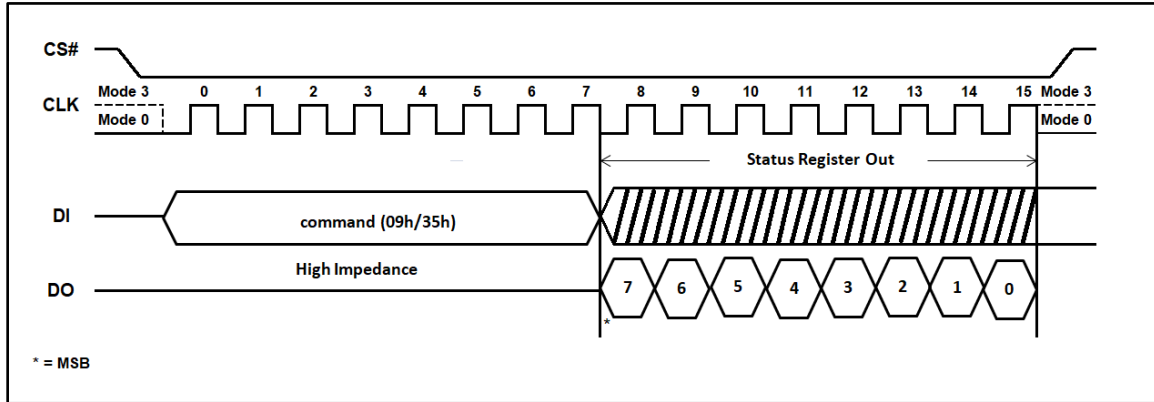 CS#
Mode 3 0 1 2 3 4 5 6 7 8 9 10 11 12 13 14 15 Mode 3
CLK
Mode 0 Mode 0
Status Register Out
DI command (09h/35h)
High Impedance
DO 7 6 5 4 3 2 1 0
*
* = MSB